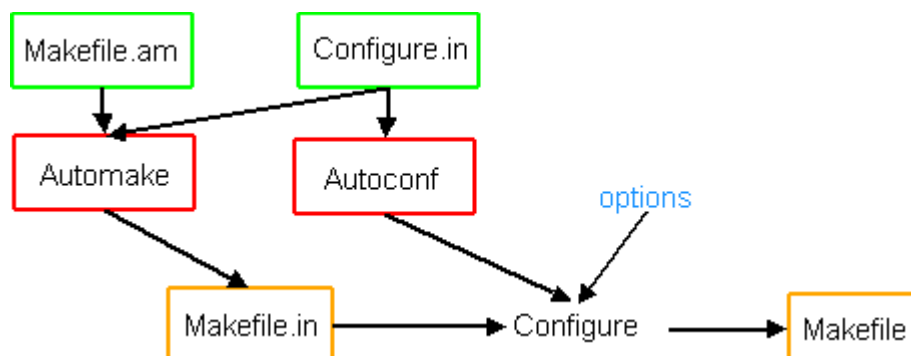 Makefile.am
Configure.in
Automake
Autoconf
options
Makefile.in
Configure
Makefile